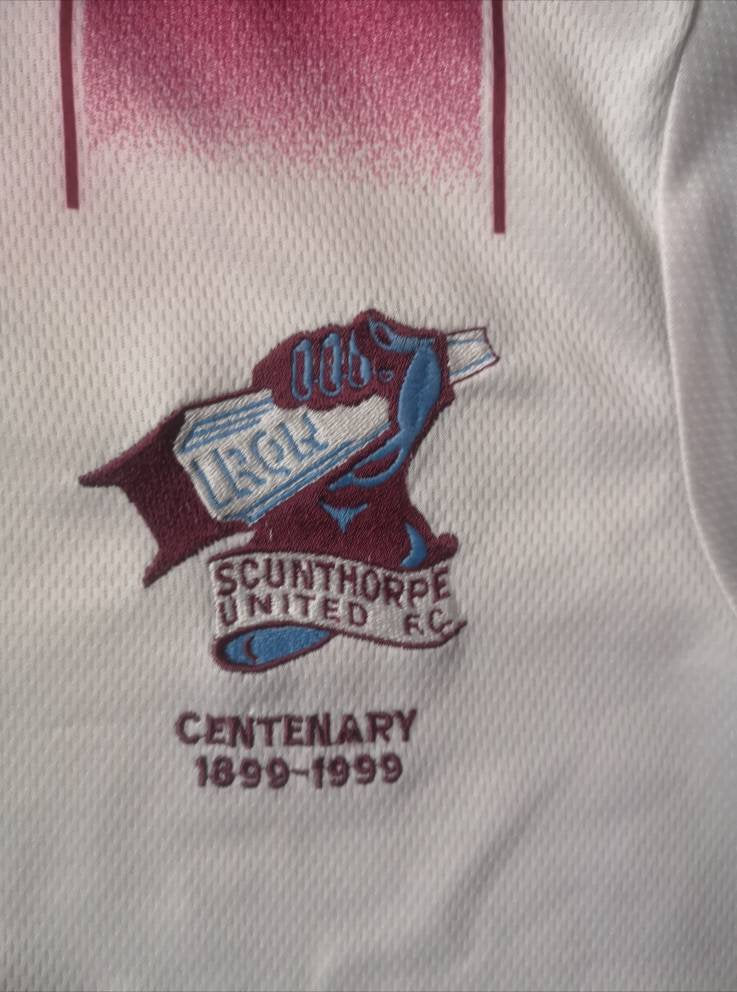 IRON
SCUNTHORPE
UNITED F.C.
CENTENARY
1899-1999